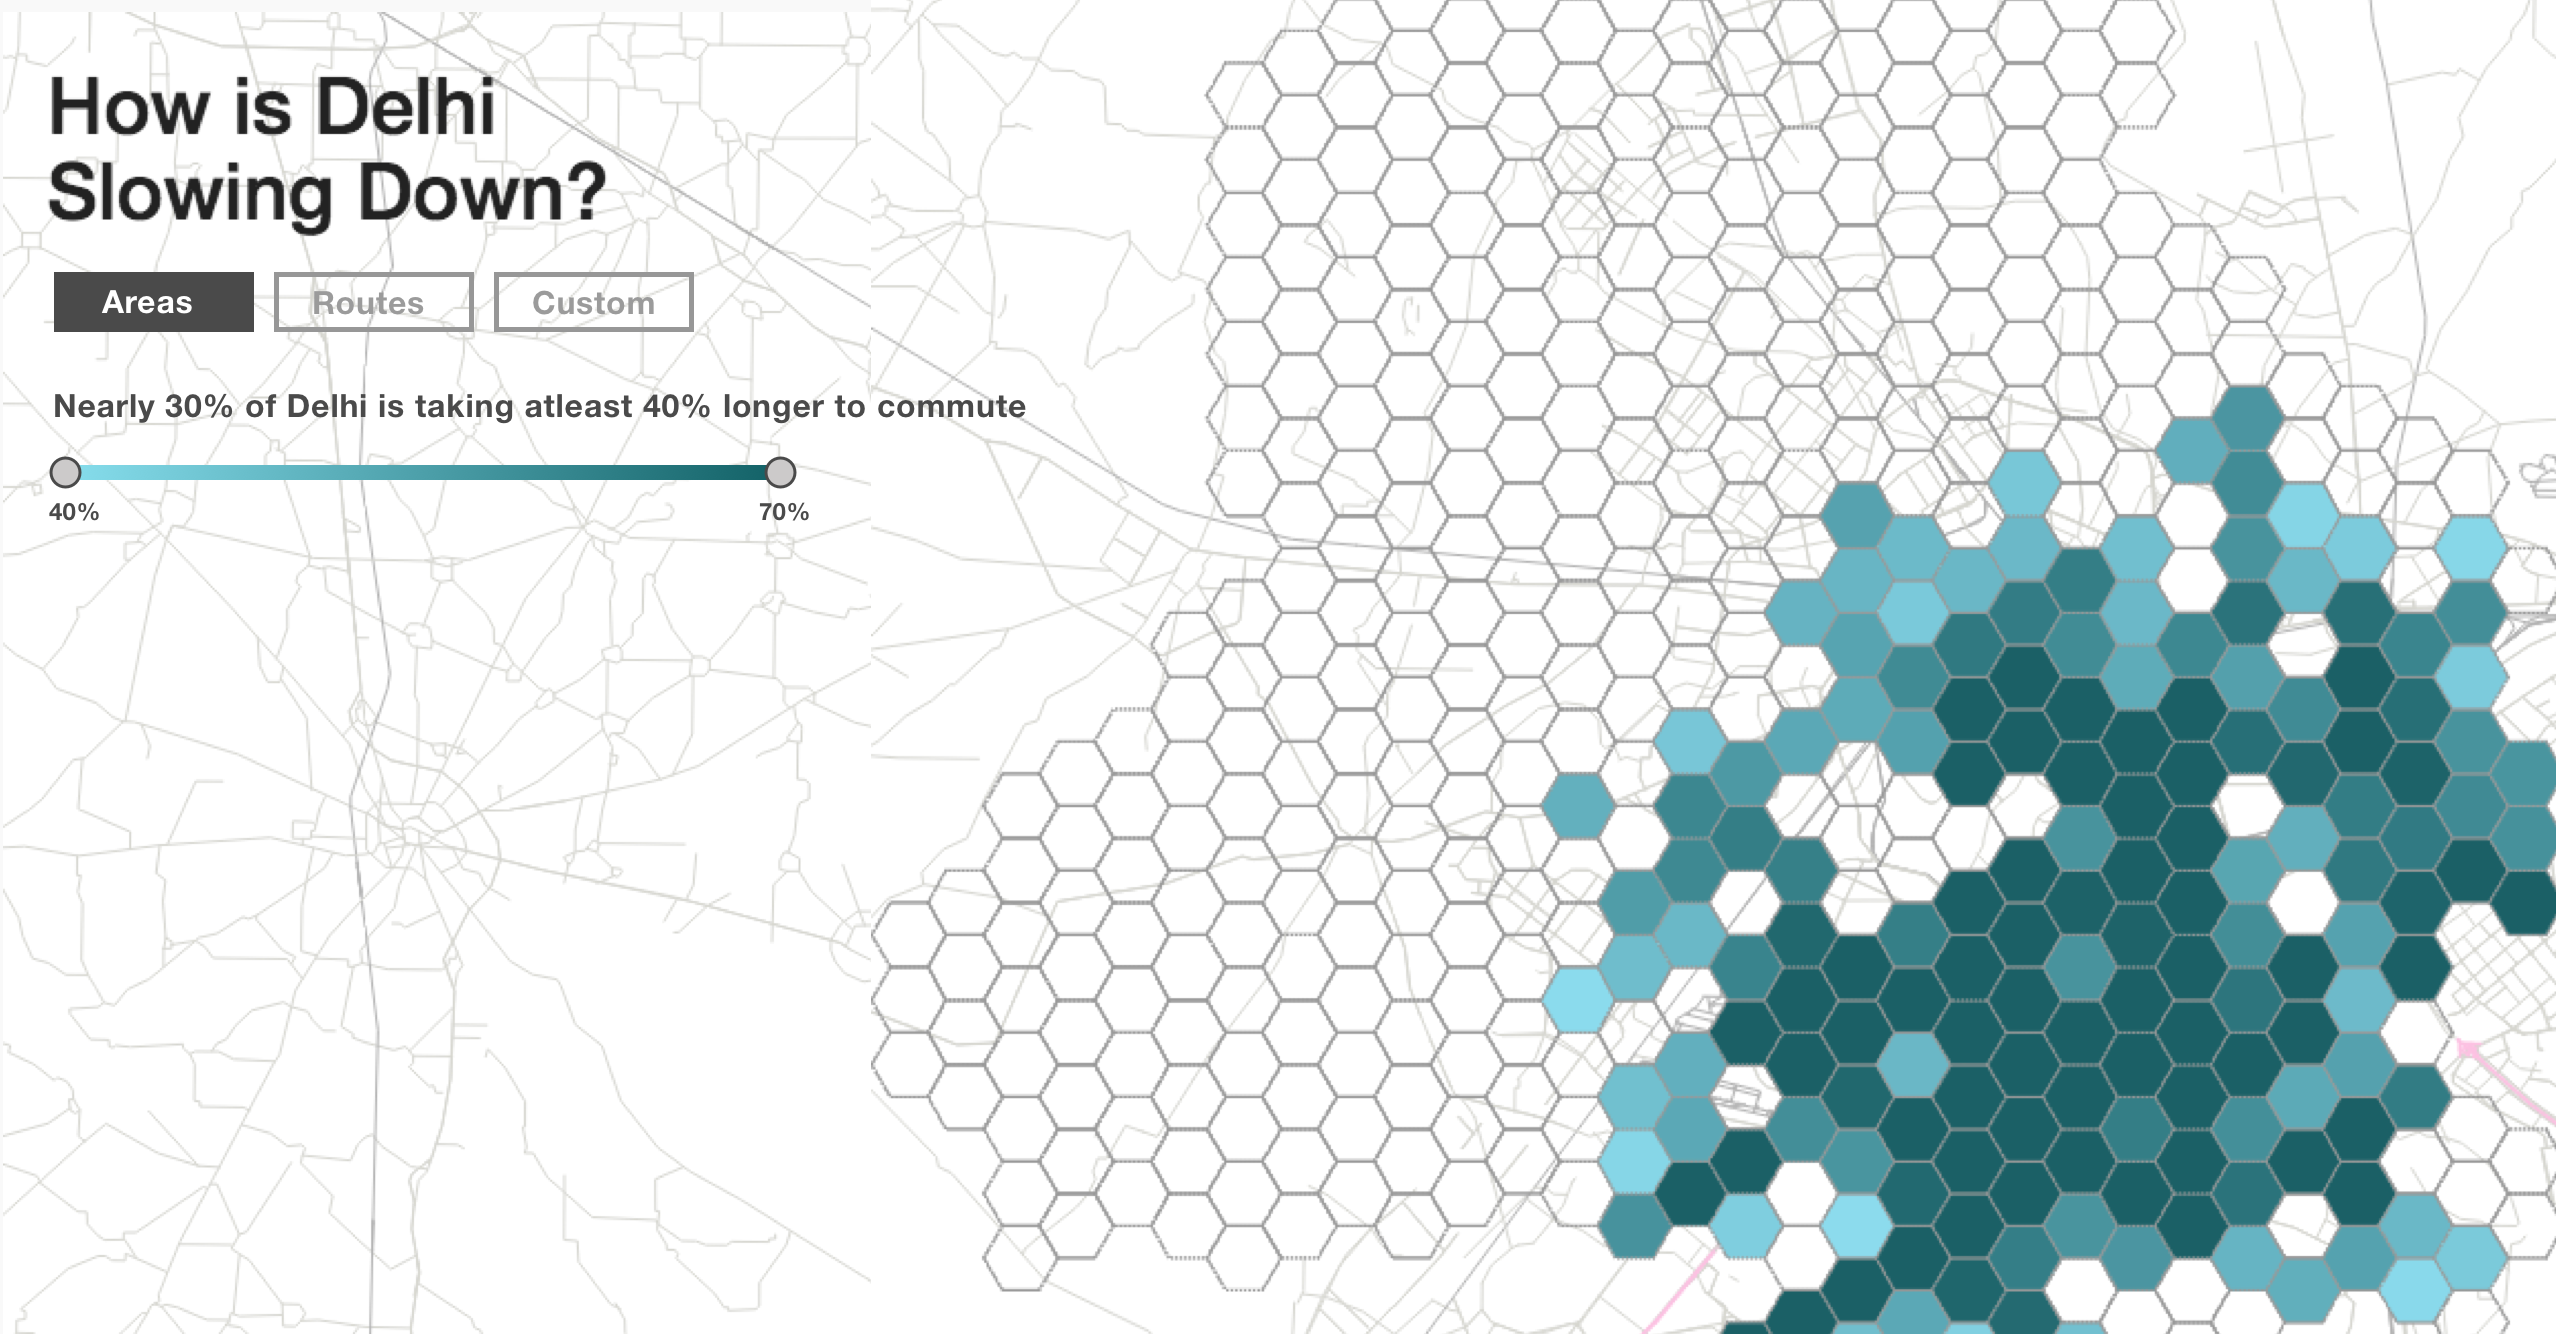 How is Delhi
Slowing Down?
Areas
Routes
Custom
Nearly 30% of Delhi is taking atleast 40% longer to commute
40%
70%